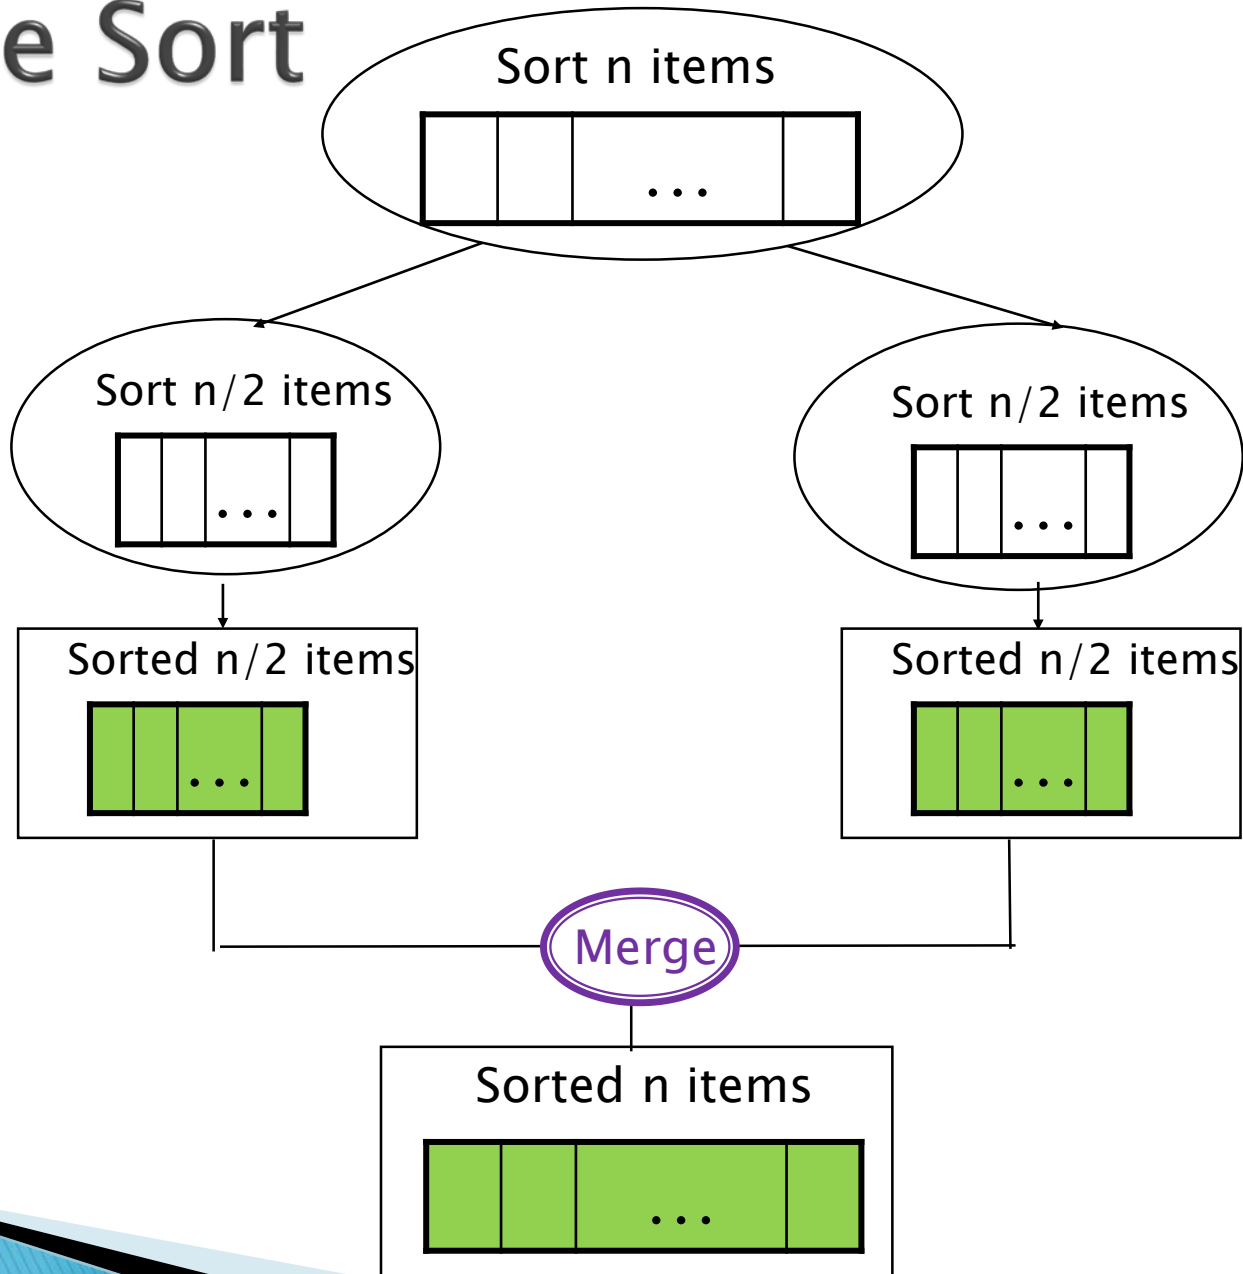 e Sort
Sort n items
...
Sort n/2 items
...
Sort n/2 items
...
Sorted n/2 items
...
Sorted n/2 items
...
Merge
Sorted n items
...